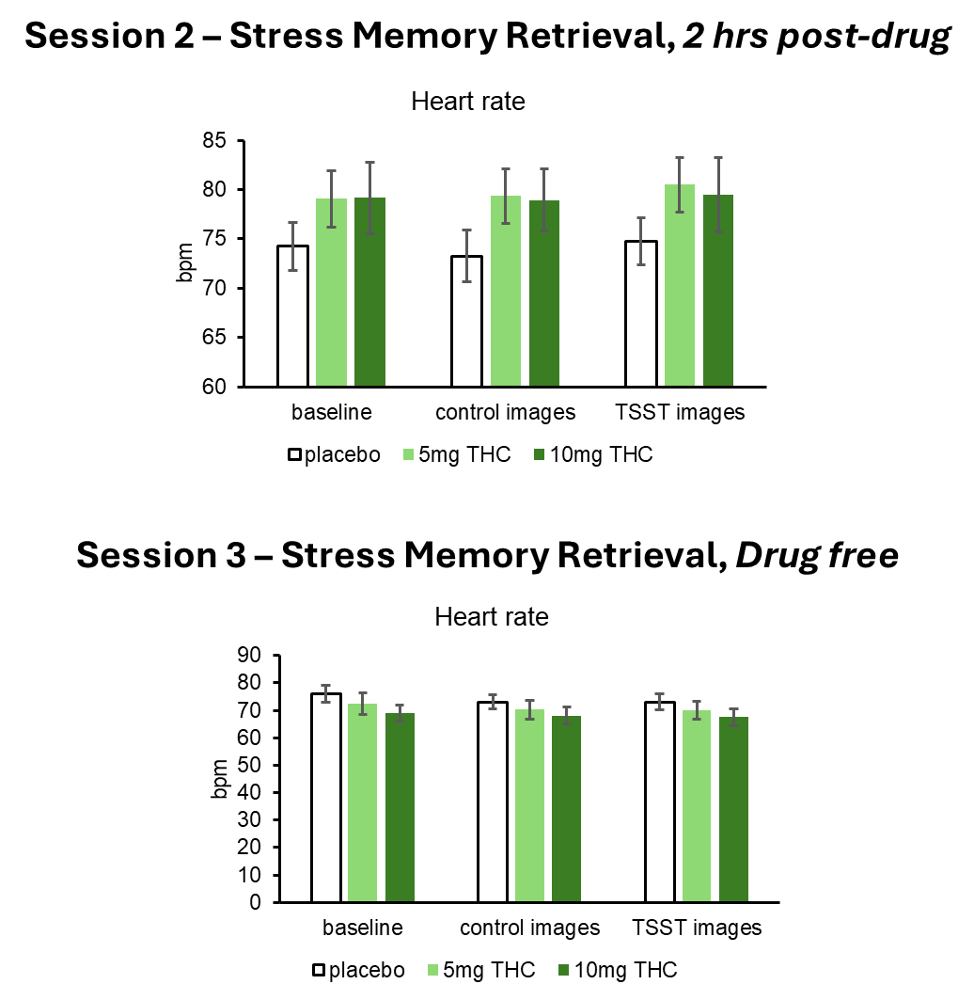 Session 2 – Stress Memory Retrieval, 2 hrs post-drug
Heart rate
85
80
75
70
65
60
bpm
baseline control images TSST images
placebo 5mg THC 10mg THC
Session 3 – Stress Memory Retrieval, Drug free
Heart rate
90
80
70
60
50
40
30
20
10
0
bpm
baseline control images TSST images
placebo 5mg THC 10mg THC